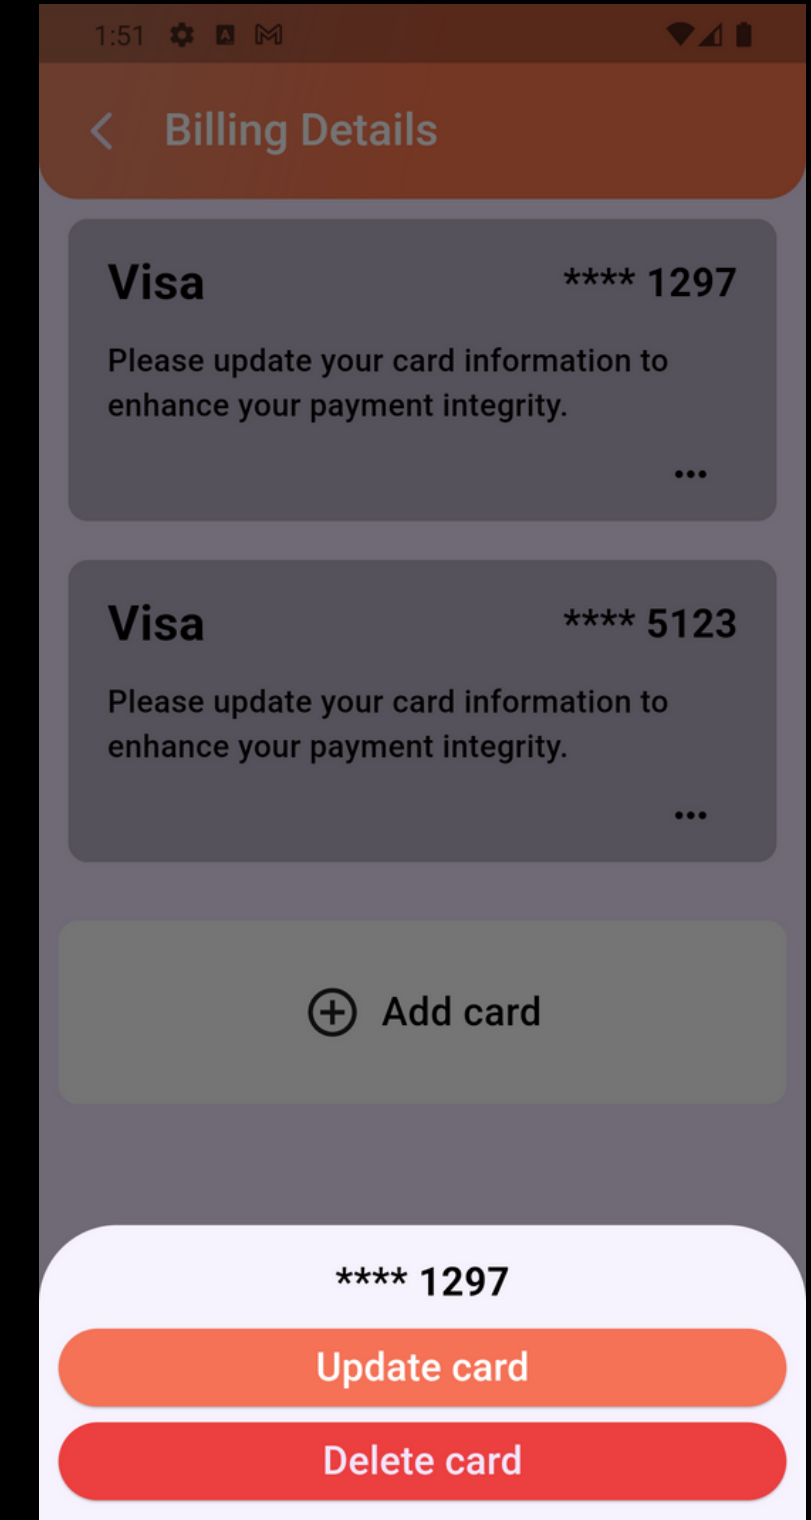 1:51
Billing Details
Visa
**** 1297
Please update your card information to
enhance your payment integrity.
Visa
**** 5123
Please update your card information to
enhance your payment integrity.
Add card
**** 1297
Update card
Delete card